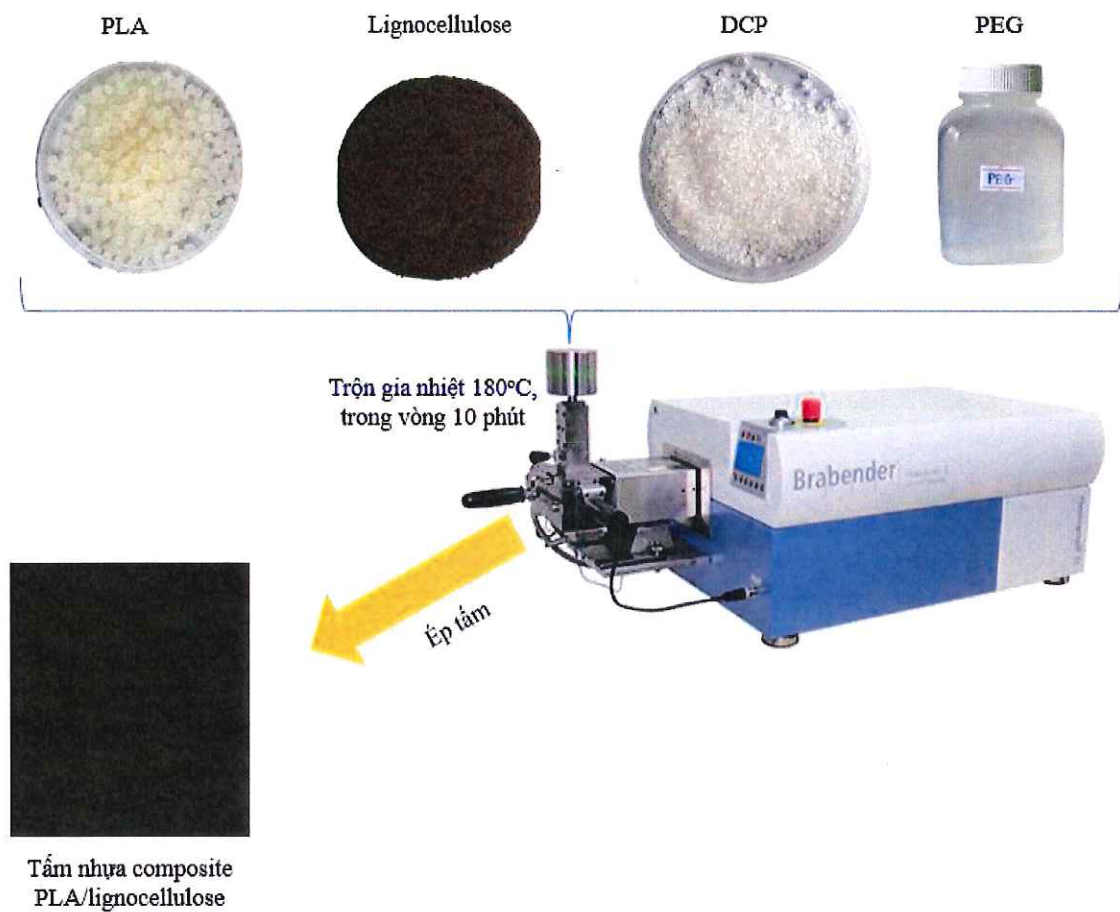 PLA
Lignocellulose
DCP
PEG
PEG
Trộn gia nhiệt 180°C,
trong vòng 10 phút
Brabender
Ép tấm
Tấm nhựa composite
PLA/lignocellulose